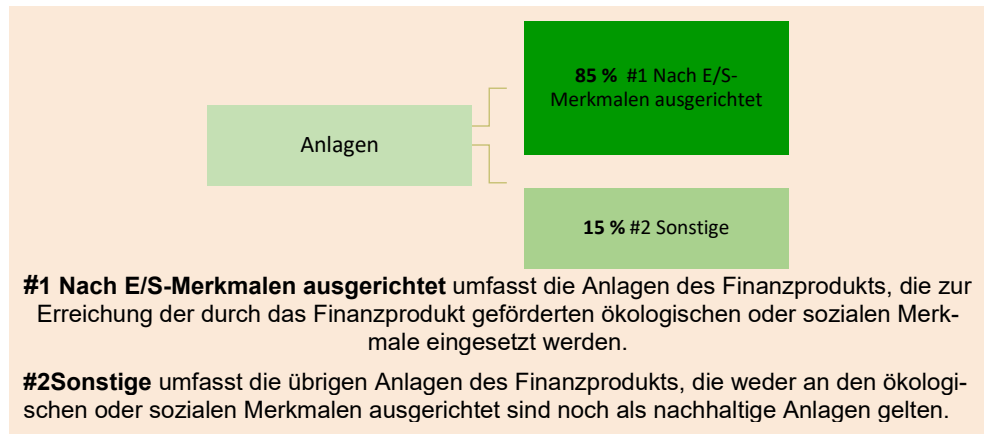 85 % #1 Nach E/S-
Merkmalen ausgerichtet
Anlagen
15 % #2 Sonstige
#1 Nach E/S-Merkmalen ausgerichtet umfasst die Anlagen des Finanzprodukts, die zur
Erreichung der durch das Finanzprodukt geförderten ökologischen oder sozialen Merk-
male eingesetzt werden.
#2Sonstige umfasst die übrigen Anlagen des Finanzprodukts, die weder an den ökologi-
schen oder sozialen Merkmalen ausgerichtet sind noch als nachhaltige Anlagen gelten.